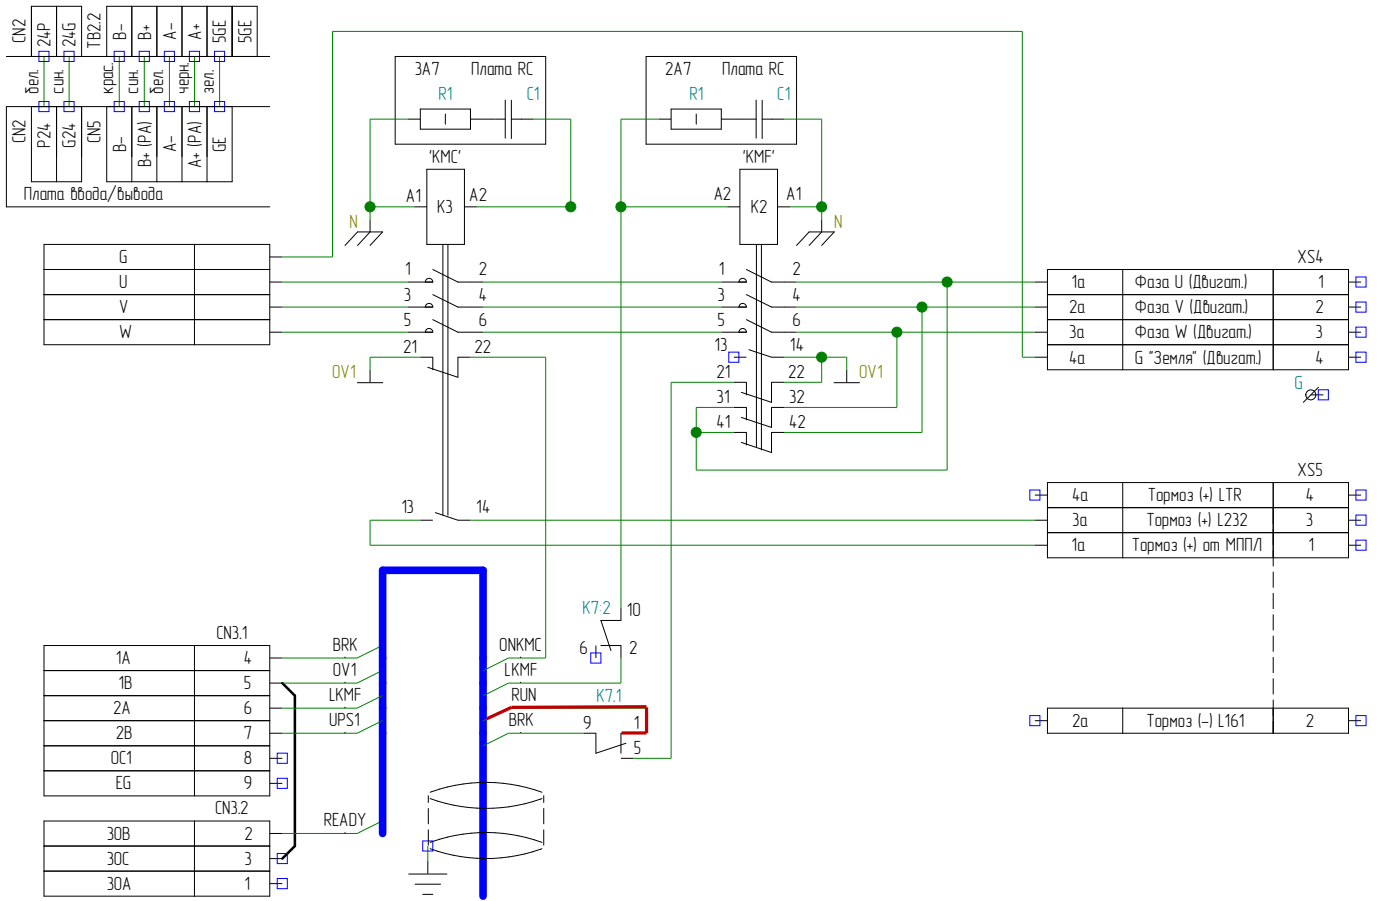 CN2 24P 24G TB2.2 B- B+ A- A+ 5GE 5GE
бел. син. крас. син. бел. черн. зел.
CN2 P24 G24 CN5 B- B+ (PA) A- A+ (PA) GE
Плата ввода/вывода
3A7 Плата RC
R1 C1
2A7 Плата RC
R1 C1
'KMC'
A1 K3 A2
N
'KMF'
A2 K2 A1
N
G
U
V
W
1 2
3 4
5 6
21 22
0V1
1 2
3 4
5 6
13 14
21 22
0V1
31 32
41 42
XS4
1a Фаза U (Двигат.) 1
2a Фаза V (Двигат.) 2
3a Фаза W (Двигат.) 3
4a G "Земля" (Двигат.) 4
G
13 14
XS5
4a Тормоз (+) LTR 4
3a Тормоз (+) L232 3
1a Тормоз (+) от МППЛ 1
2a Тормоз (-) L161 2
K7:2 10
6 2
CN3.1
1A 4 BRK
1B 5 0V1
2A 6 LKMF
2B 7 UPS1
0C1 8
EG 9
CN3.2
30B 2 READY
30C 3
30A 1
ONKMC
LKMF
RUN K7.1
BRK 9 1
5